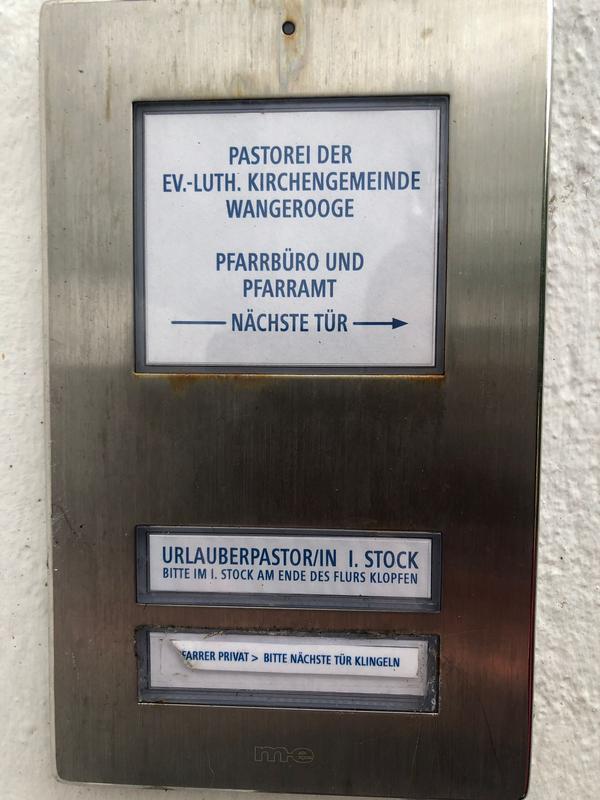 PASTOREI DER
EV.-LUTH. KIRCHENGEMEINDE
WANGEROOGE
PFARRBÜRO UND
PFARRAMT
NÄCHSTE TÜR
URLAUBERPASTOR/IN I. STOCK
BITTE IM I. STOCK AM ENDE DES FLURS KLOPFEN
FARRER PRIVAT > BITTE NÄCHSTE TÜR KLINGELN
m-e